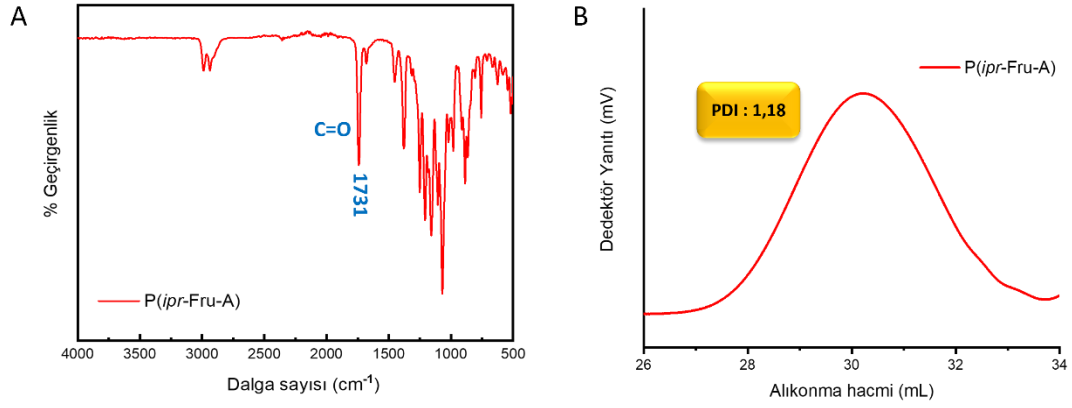 A
% Geçirgenlik
C=O
1731
P(ipr-Fru-A)
4000 3500 3000 2500 2000 1500 1000 500
Dalga sayısı (cm⁻¹)
B
Dedektör Yanıtı (mV)
PDI : 1,18
P(ipr-Fru-A)
26 28 30 32 34
Alıkonma hacmi (mL)